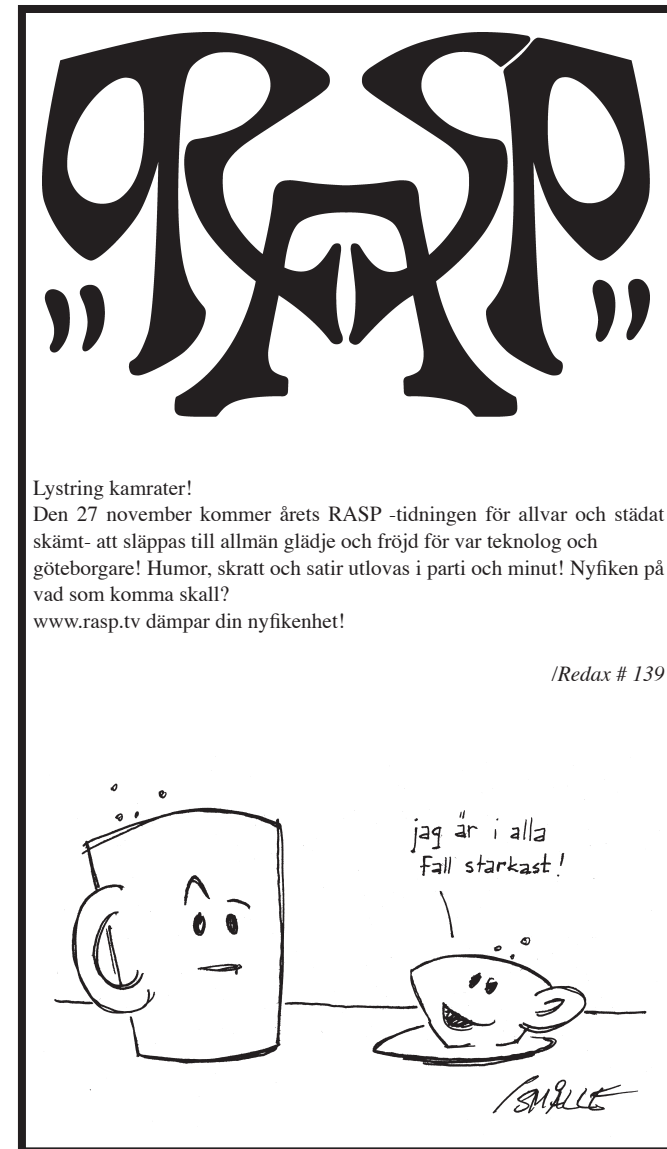 "RASP"
Lystring kamrater!
Den 27 november kommer årets RASP -tidningen för allvar och städat
skämt- att släppas till allmän glädje och fröjd för var teknolog och
göteborgare! Humor, skratt och satir utlovas i parti och minut! Nyfiken på
vad som komma skall?
www.rasp.tv dämpar din nyfikenhet!
/Redax # 139
jag är i alla
fall starkast!
/SMÅLLE